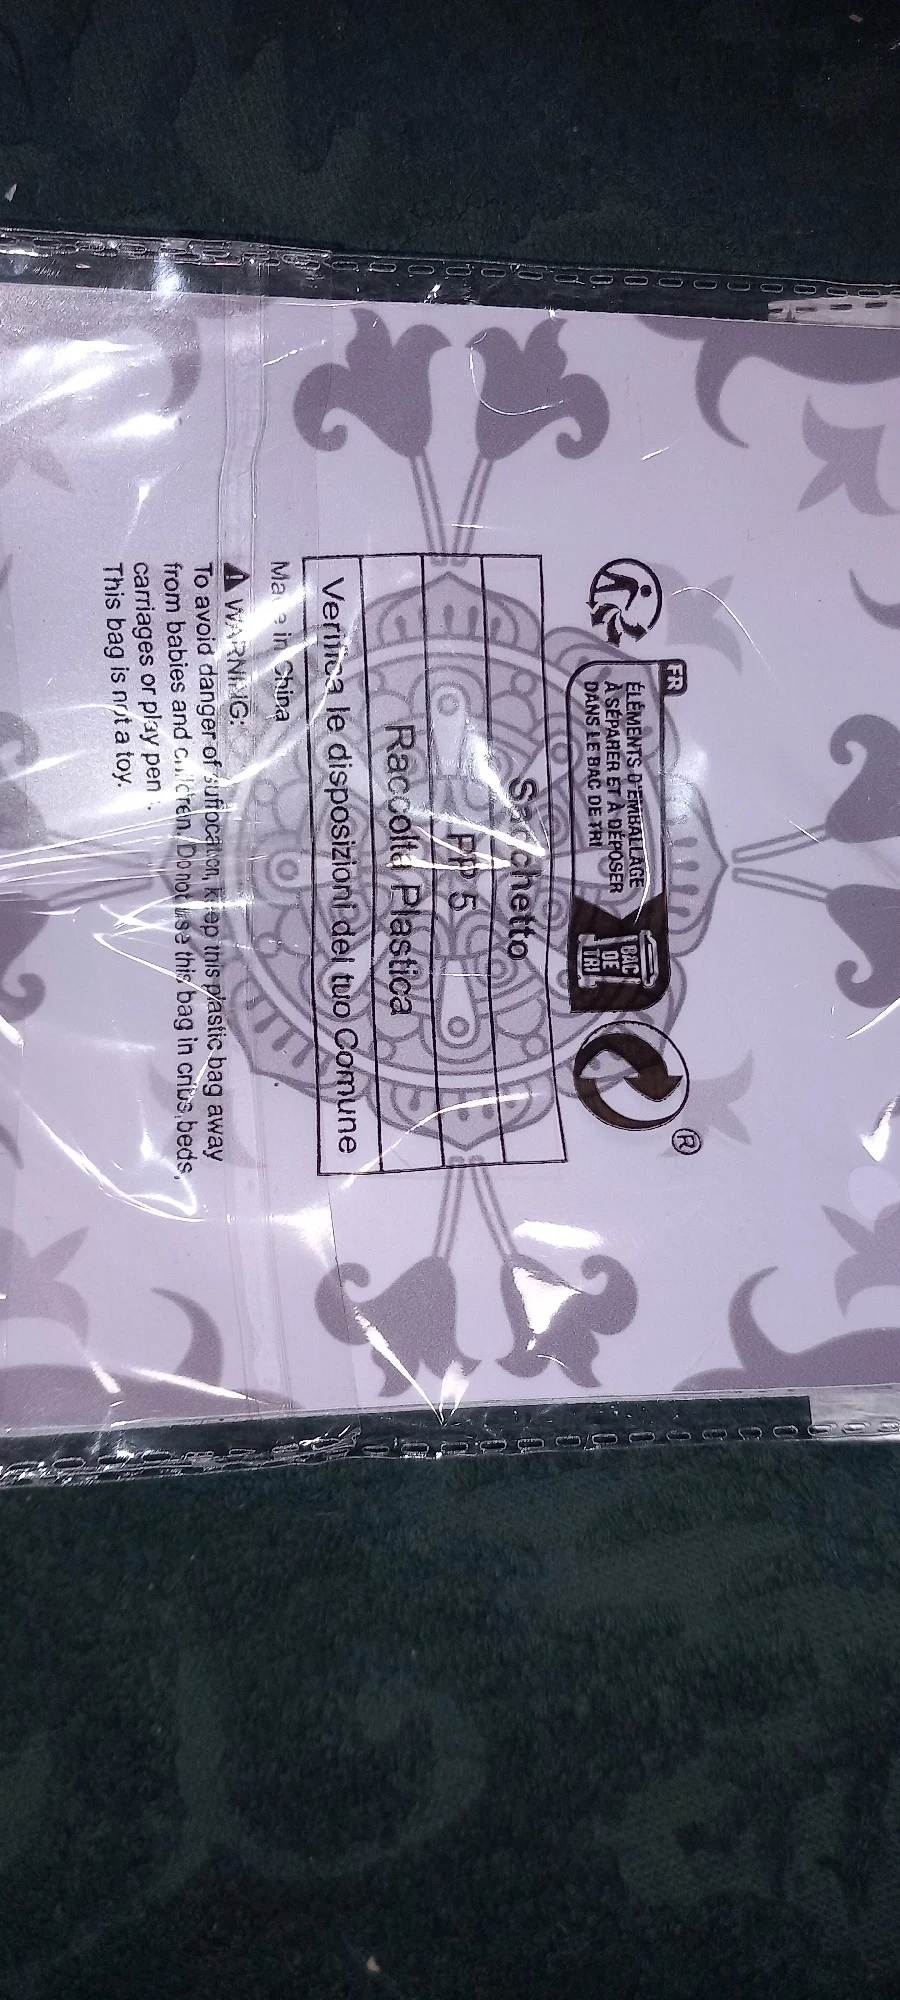 FR
ÉLÉMENTS D'EMBALLAGE
À SÉPARER ET À DÉPOSER
DANS LE BAC DE TRI
BAC
DE
TRI
®
Sacchetto
PP 5
Raccolta Plastica
Verifica le disposizioni del tuo Comune
Made in China
WARNING:
To avoid danger of suffocation, keep this plastic bag away
from babies and children. Do not use this bag in cribs, beds,
carriages or play pens.
This bag is not a toy.